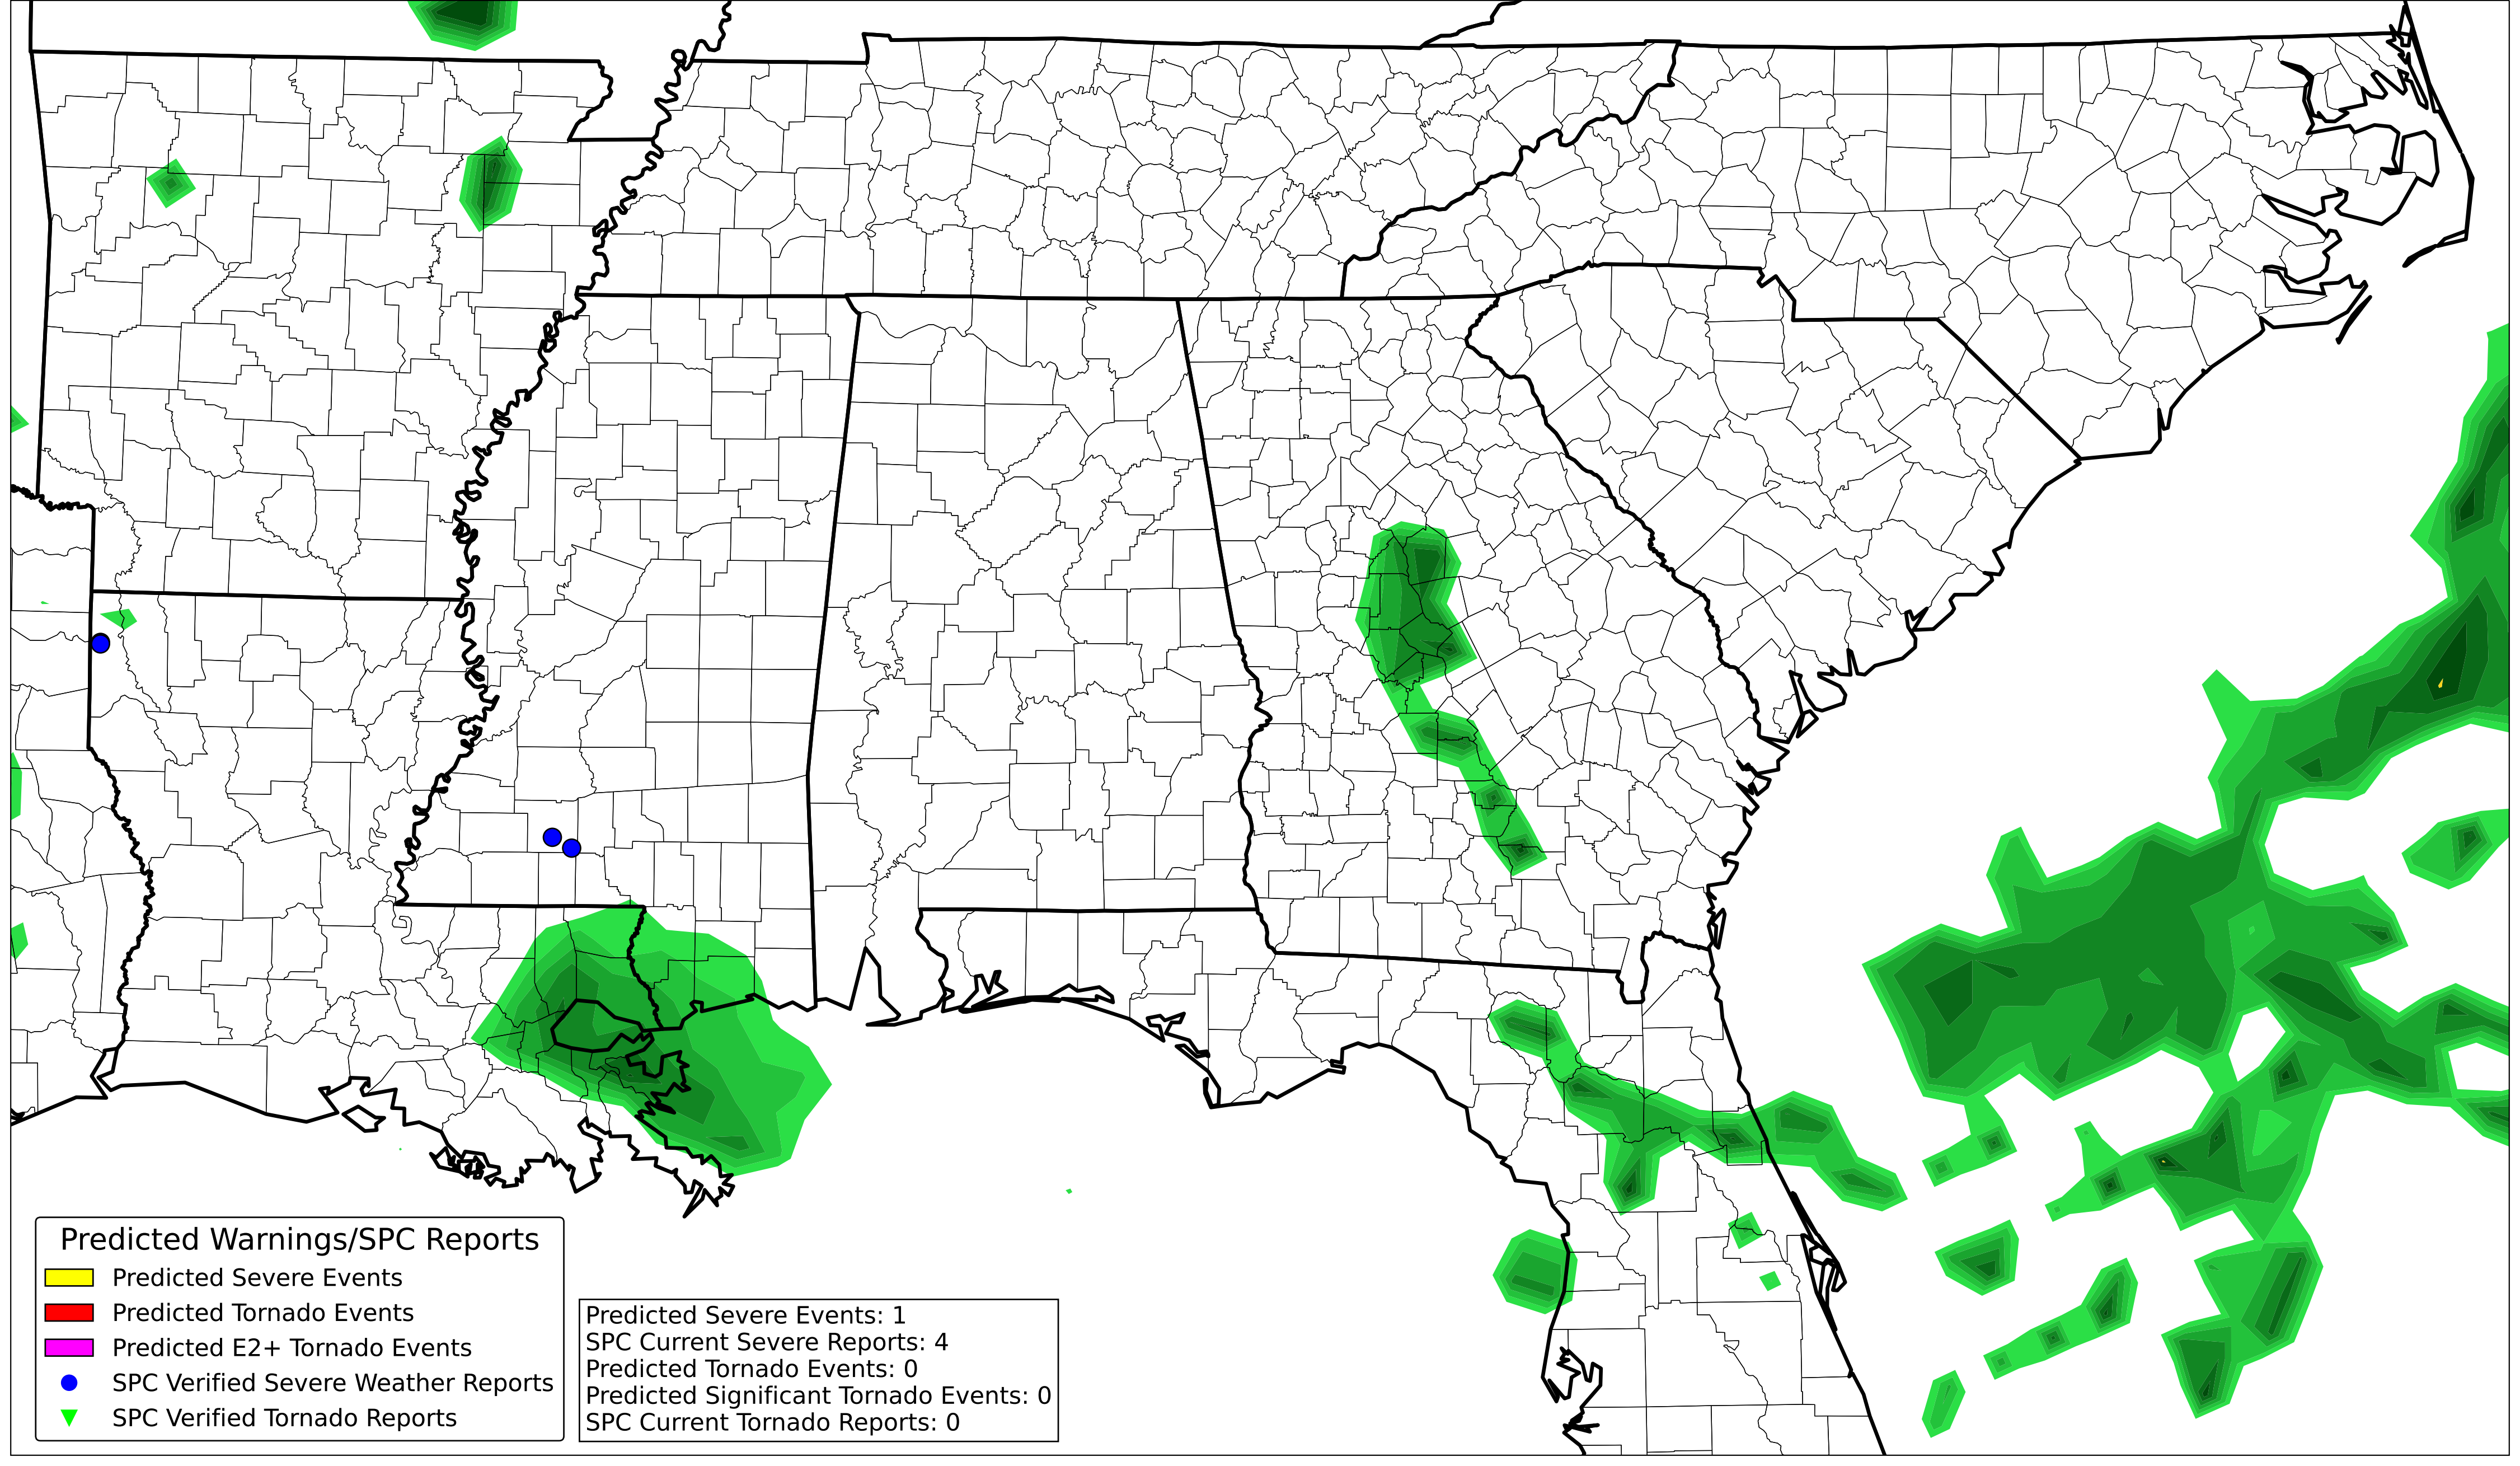 Predicted Warnings/SPC Reports
Predicted Severe Events
Predicted Tornado Events
Predicted E2+ Tornado Events
SPC Verified Severe Weather Reports
SPC Verified Tornado Reports
Predicted Severe Events: 1
SPC Current Severe Reports: 4
Predicted Tornado Events: 0
Predicted Significant Tornado Events: 0
SPC Current Tornado Reports: 0